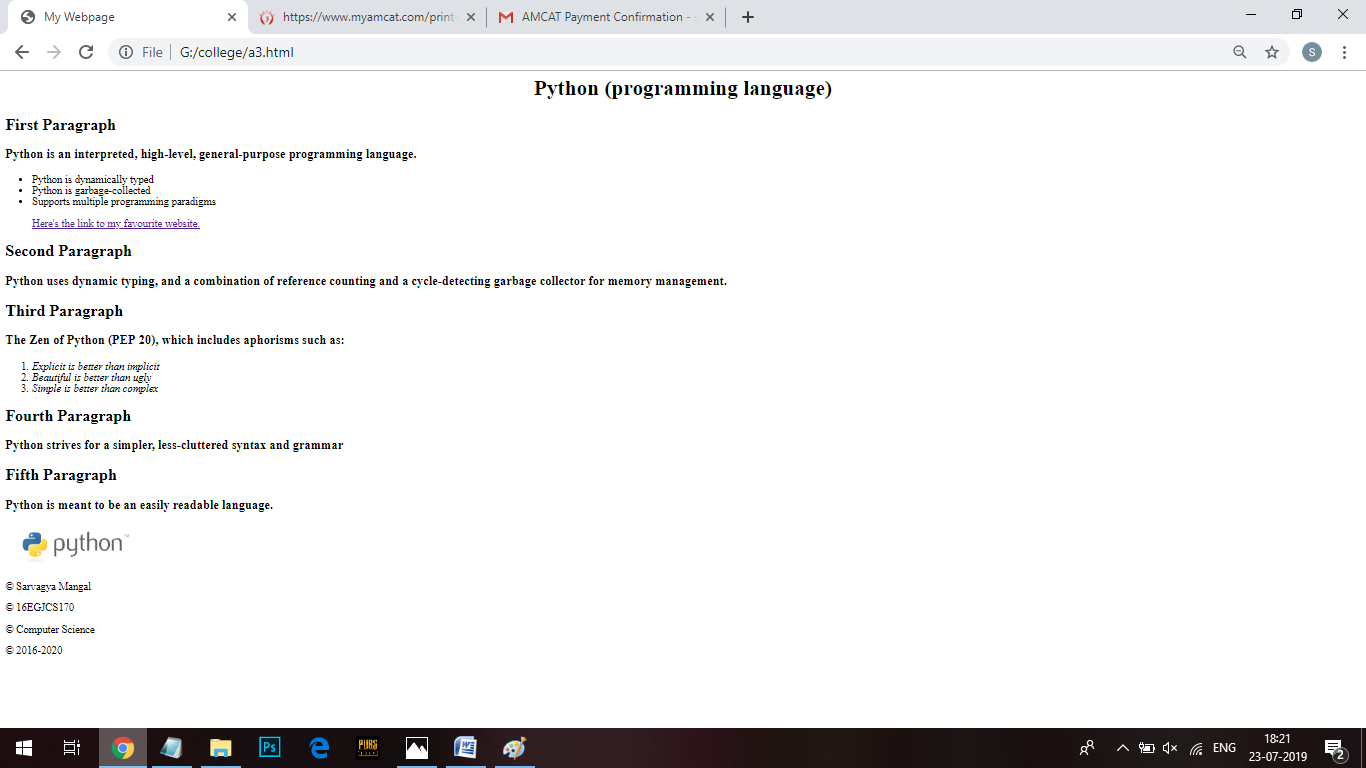 My Webpage
https://www.myamcat.com/print-
AMCAT Payment Confirmation -
File
G:/college/a3.html
S
Python (programming language)
First Paragraph
Python is an interpreted, high-level, general-purpose programming language.
• Python is dynamically typed
• Python is garbage-collected
• Supports multiple programming paradigms
Here's the link to my favourite website.
Second Paragraph
Python uses dynamic typing, and a combination of reference counting and a cycle-detecting garbage collector for memory management.
Third Paragraph
The Zen of Python (PEP 20), which includes aphorisms such as:
1. Explicit is better than implicit
2. Beautiful is better than ugly
3. Simple is better than complex
Fourth Paragraph
Python strives for a simpler, less-cluttered syntax and grammar
Fifth Paragraph
Python is meant to be an easily readable language.
python™
© Sarvagya Mangal
© 16EGJCS170
© Computer Science
© 2016-2020
Ps
PUBG
W
ENG
18:21
23-07-2019
2